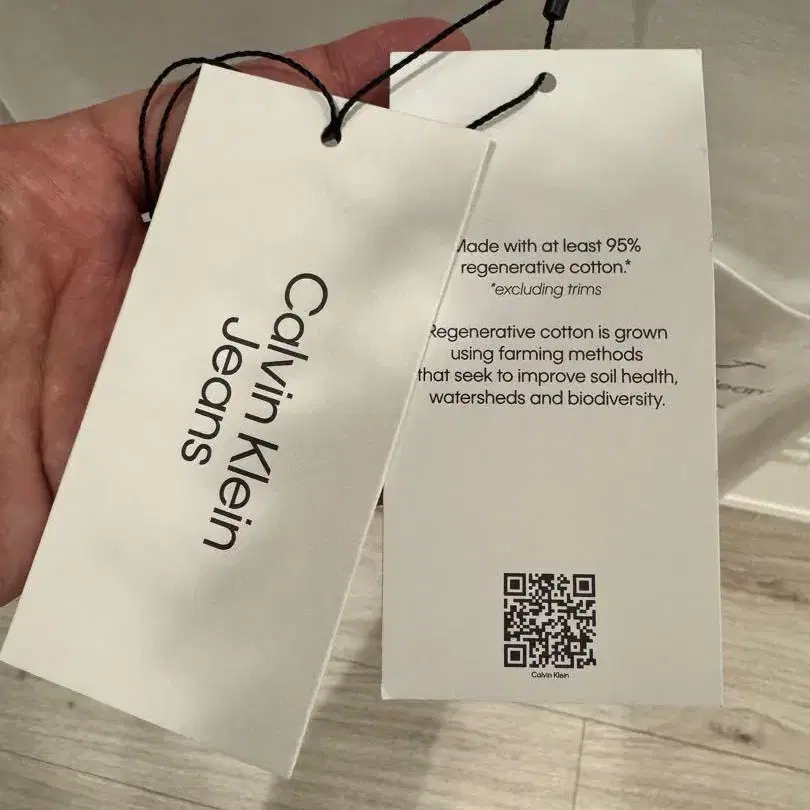 Calvin Klein
Jeans
Made with at least 95%
regenerative cotton.*
*excluding trims
Regenerative cotton is grown
using farming methods
that seek to improve soil health,
watersheds and biodiversity.
Calvin Klein